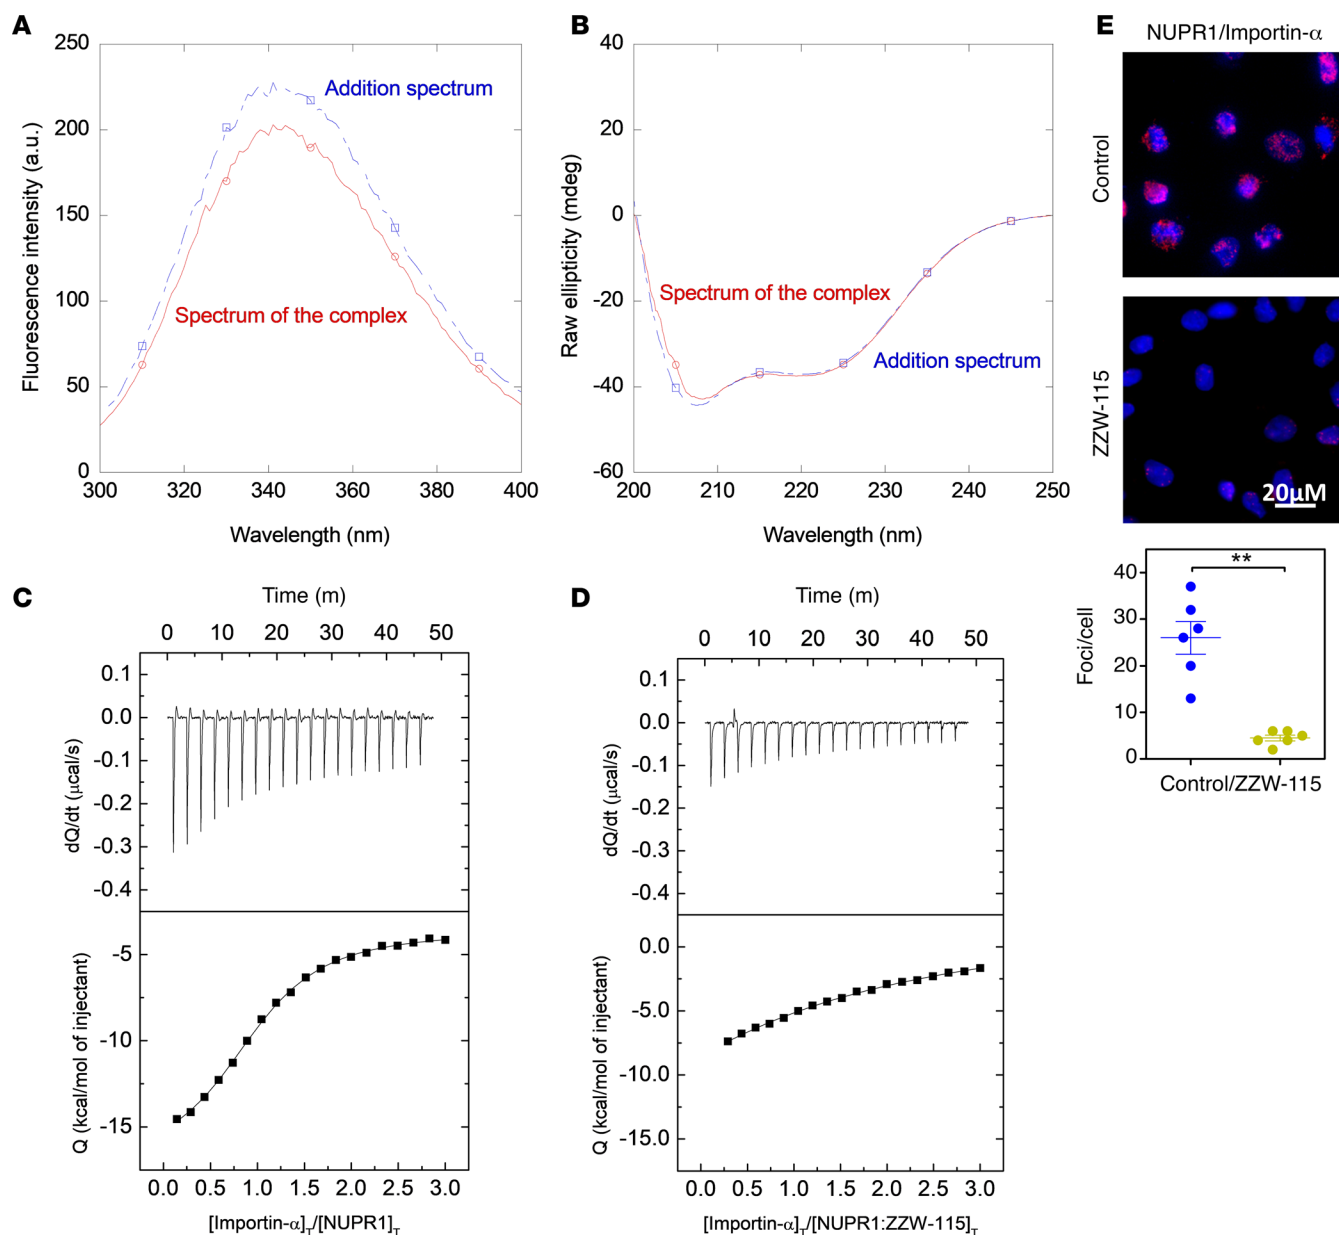 A
250
200
150
100
50
0
300 320 340 360 380 400
Fluorescence intensity (a.u.)
Wavelength (nm)
Addition spectrum
Spectrum of the complex
B
40
20
0
-20
-40
-60
200 210 220 230 240 250
Raw ellipticity (mdeg)
Wavelength (nm)
Spectrum of the complex
Addition spectrum
E
NUPR1/Importin-α
Control
ZZW-115
20µM
**
40
30
20
10
0
Foci/cell
Control/ZZW-115
C
Time (m)
0 10 20 30 40 50
0.1
0.0
-0.1
-0.2
-0.3
-0.4
dQ/dt (µcal/s)
-5
-10
-15
Q (kcal/mol of injectant)
0.0 0.5 1.0 1.5 2.0 2.5 3.0
[Importin-α]T/[NUPR1]T
D
Time (m)
0 10 20 30 40 50
0.1
0.0
-0.1
-0.2
-0.3
-0.4
dQ/dt (µcal/s)
0.0
-5.0
-10.0
-15.0
Q (kcal/mol of injectant)
0.0 0.5 1.0 1.5 2.0 2.5 3.0
[Importin-α]T/[NUPR1:ZZW-115]T